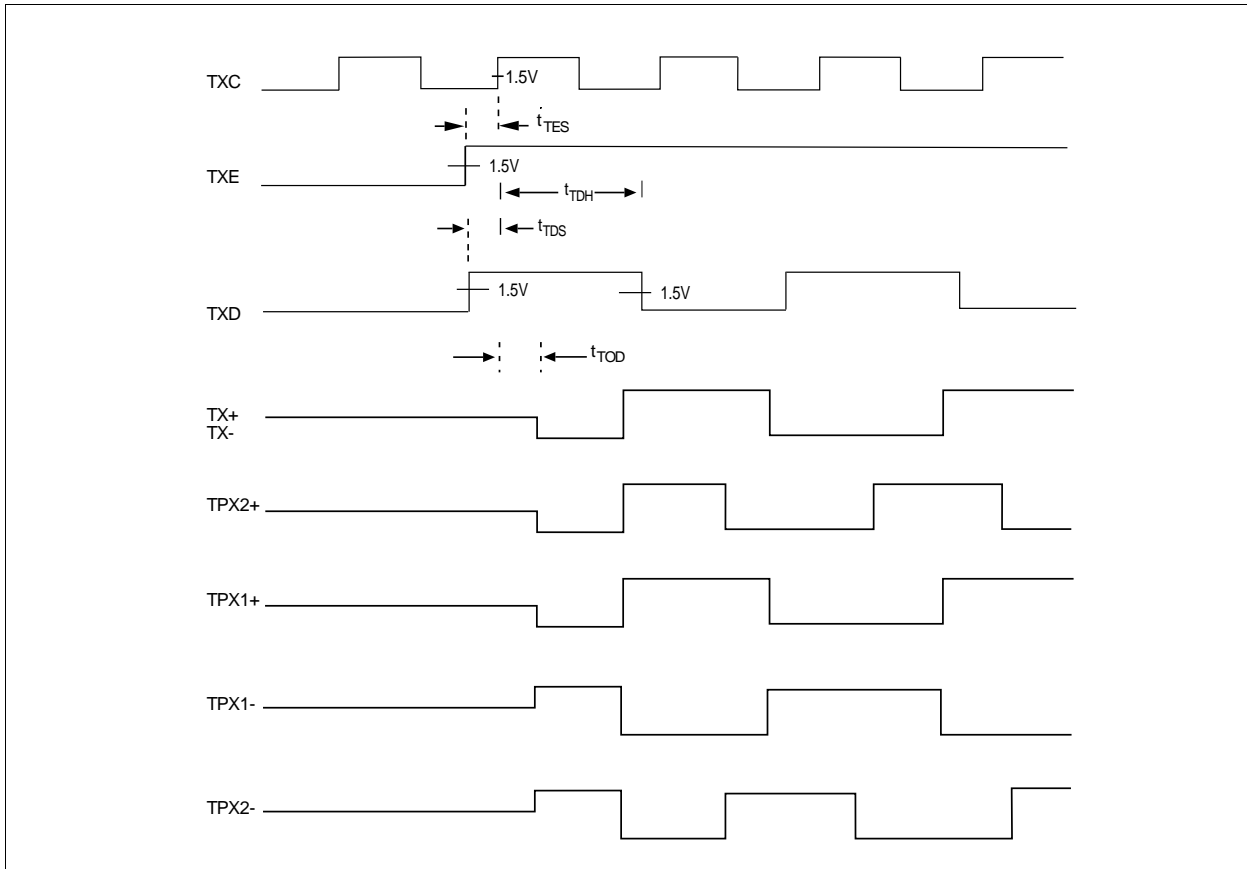 TXC
1.5V
tTES
TXE
1.5V
tTDH
tTDS
1.5V
1.5V
TXD
tTOD
TX+
TX-
TPX2+
TPX1+
TPX1-
TPX2-